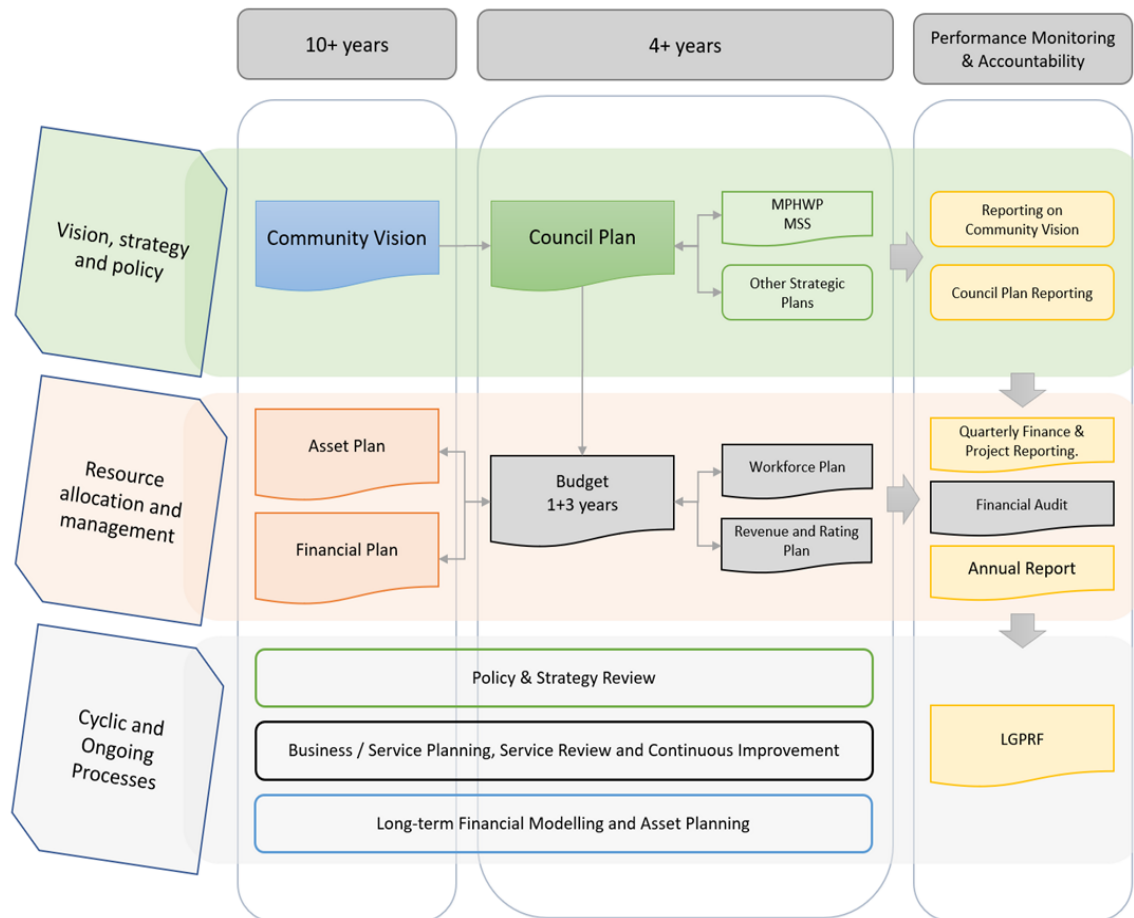 10+ years
4+ years
Performance Monitoring
& Accountability
Vision, strategy
and policy
Community Vision
Council Plan
MPHWP
MSS
Other Strategic
Plans
Reporting on
Community Vision
Council Plan Reporting
Resource
allocation and
management
Asset Plan
Financial Plan
Budget
1+3 years
Workforce Plan
Revenue and Rating
Plan
Quarterly Finance &
Project Reporting.
Financial Audit
Annual Report
Cyclic and
Ongoing
Processes
Policy & Strategy Review
Business / Service Planning, Service Review and Continuous Improvement
Long-term Financial Modelling and Asset Planning
LGPRF